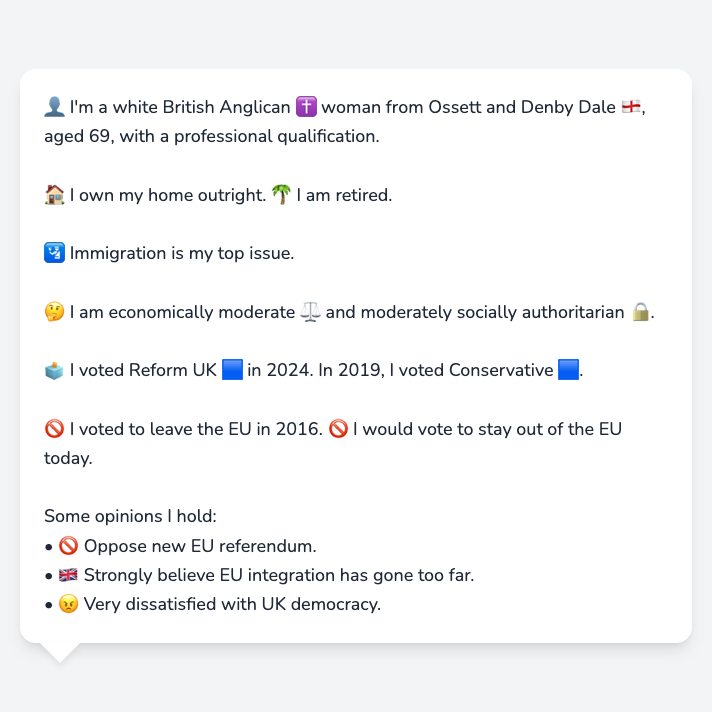 👤 I'm a white British Anglican ✝️ woman from Ossett and Denby Dale 🏴󠁧󠁢󠁥󠁮󠁧󠁿,
aged 69, with a professional qualification.
🏠 I own my home outright. 🌴 I am retired.
🛂 Immigration is my top issue.
🤔 I am economically moderate ⚖️ and moderately socially authoritarian 🔒.
🗳️ I voted Reform UK 🟦 in 2024. In 2019, I voted Conservative 🟦.
🚫 I voted to leave the EU in 2016. 🚫 I would vote to stay out of the EU
today.
Some opinions I hold:
• 🚫 Oppose new EU referendum.
• 🇬🇧 Strongly believe EU integration has gone too far.
• 😠 Very dissatisfied with UK democracy.